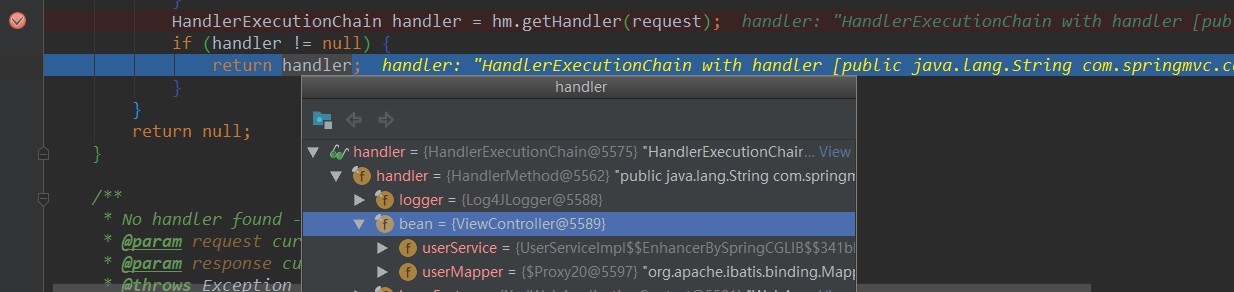 }
HandlerExecutionChain handler = hm.getHandler(request); handler: "HandlerExecutionChain with handler [pub
if (handler != null) {
return handler; handler: "HandlerExecutionChain with handler [public java.lang.String com.springmvc.c
}
}
return null;
}
/**
* No handler found -
* @param request cur
* @param response cu
* @throws Exception
handler
handler = {HandlerExecutionChain@5575} "HandlerExecutionChair... View
handler = {HandlerMethod@5562} "public java.lang.String com.springm
logger = {Log4JLogger@5588}
bean = {ViewController@5589}
userService = {UserServiceImpl$$EnhancerBySpringCGLIB$$341bl
userMapper = {$Proxy20@5597} "org.apache.ibatis.binding.Mapp